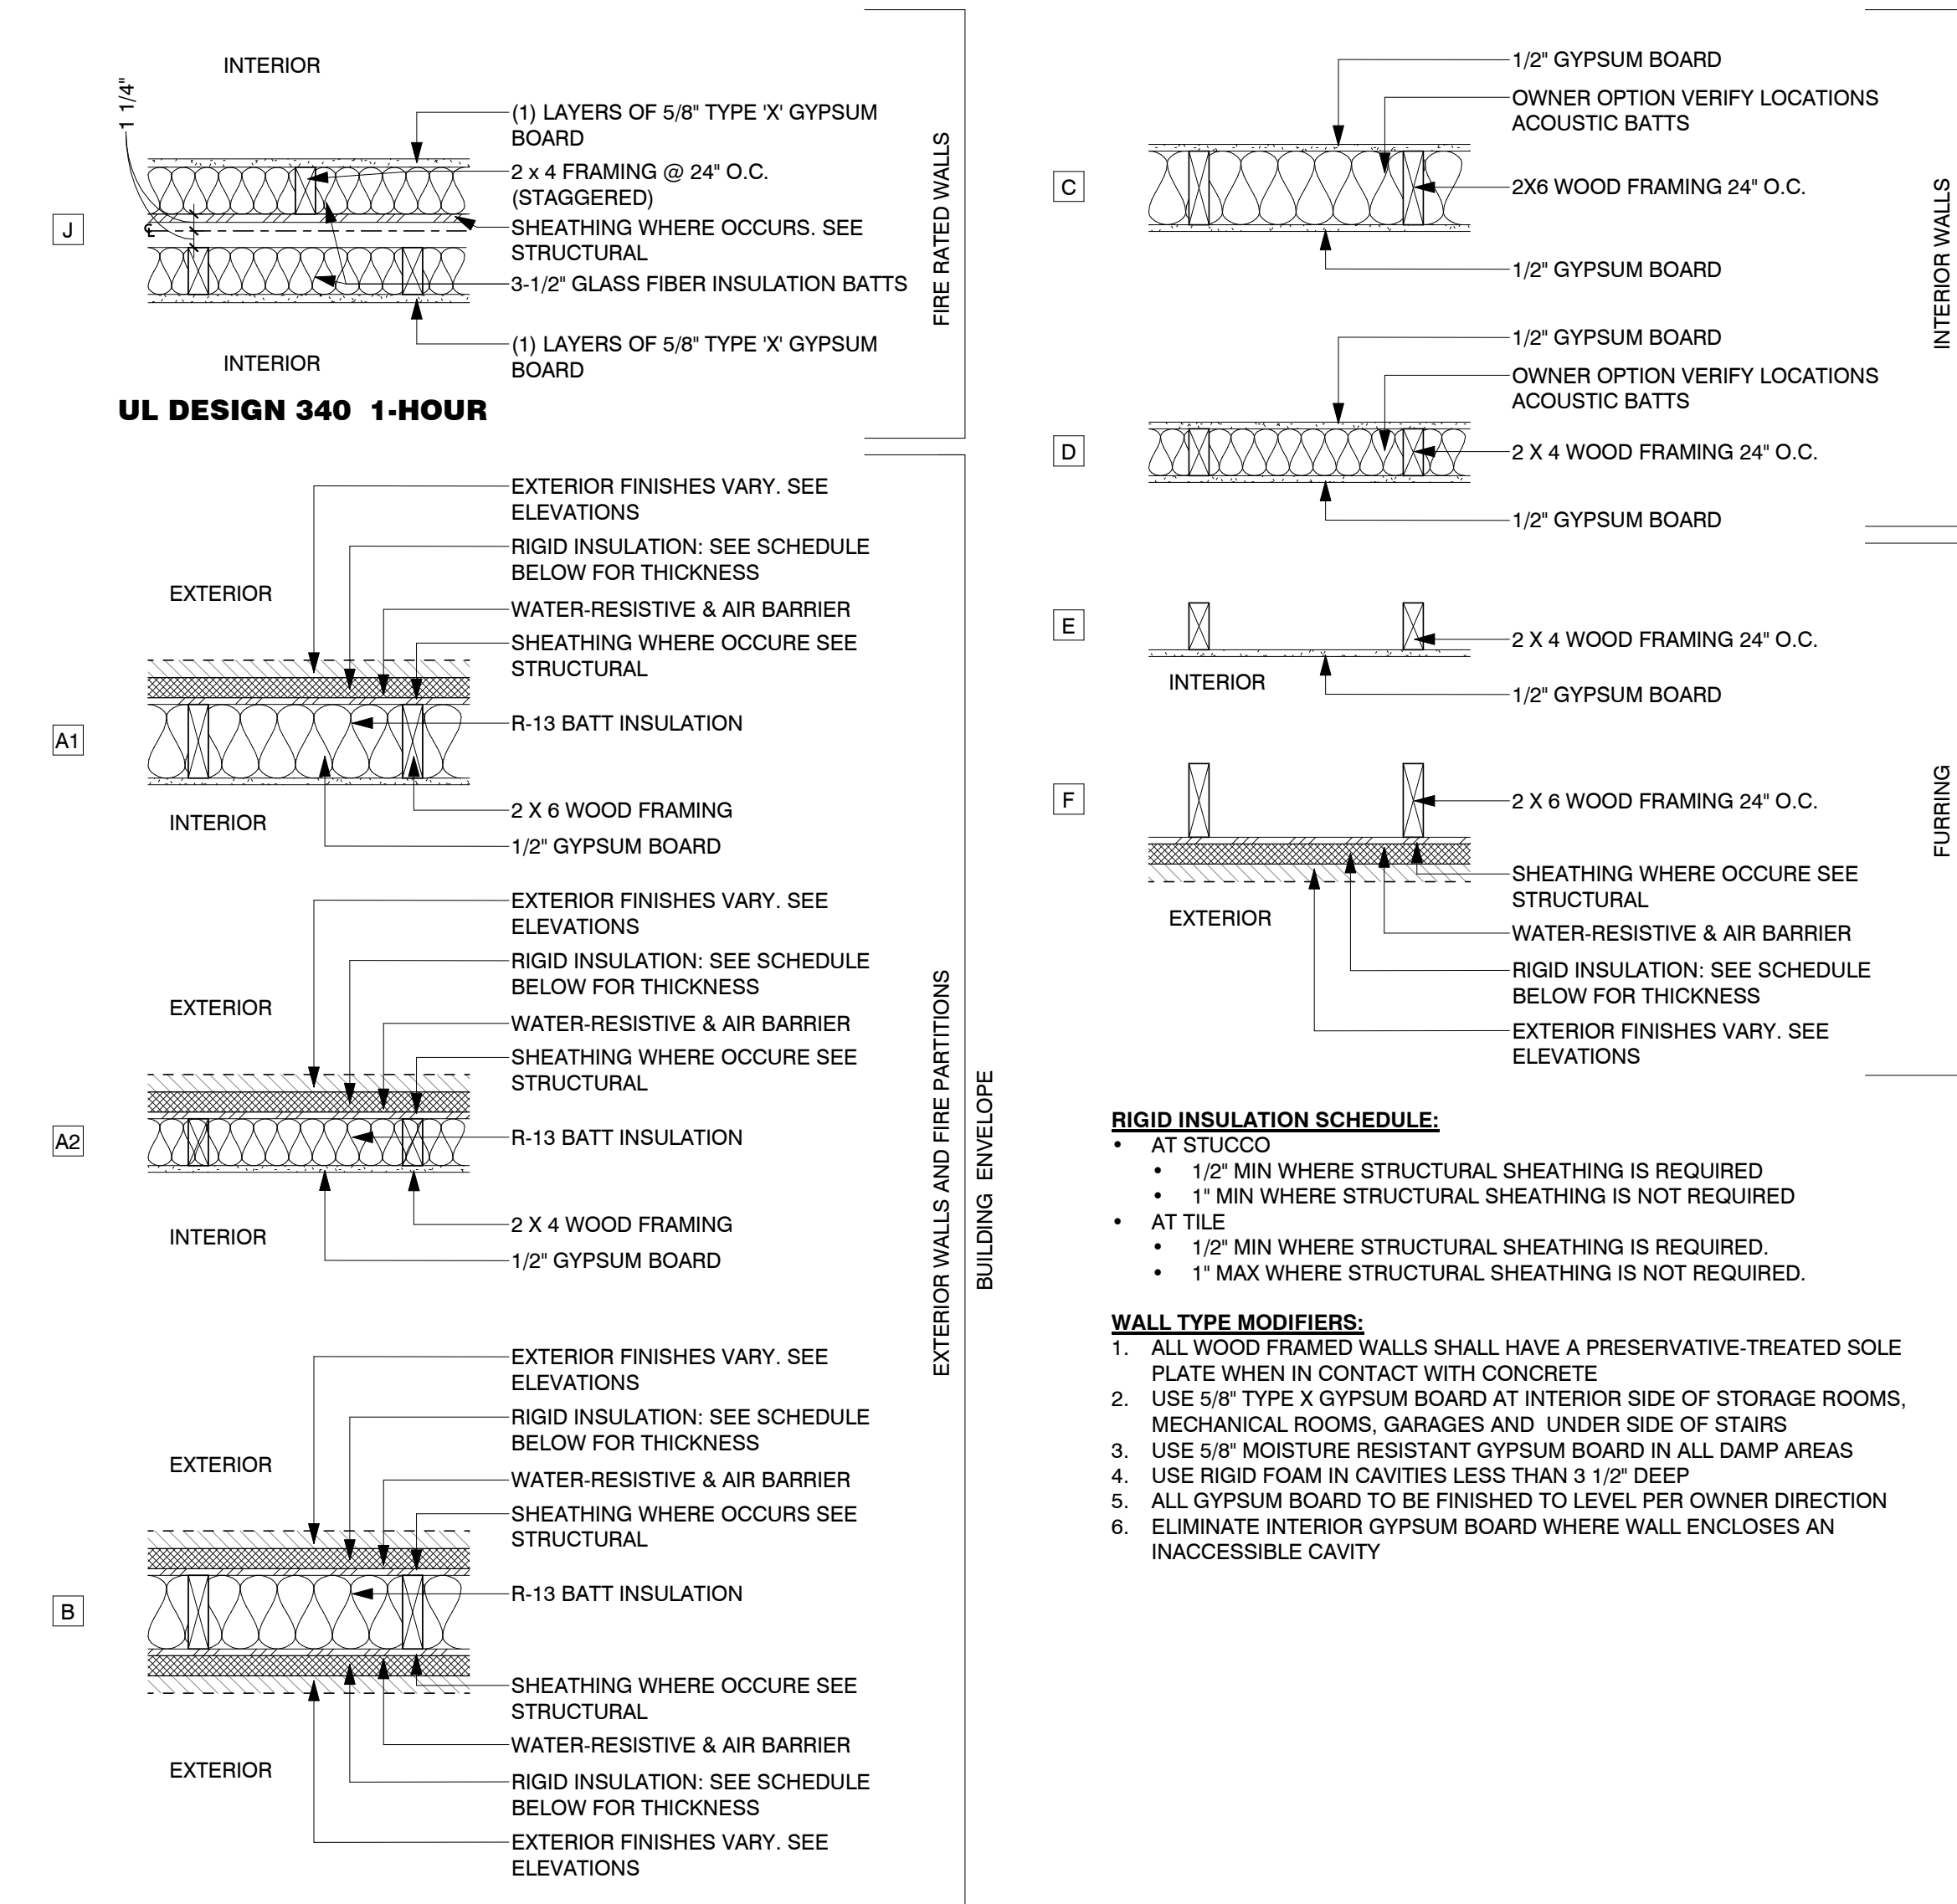 INTERIOR
1 1/4"
(1) LAYERS OF 5/8" TYPE 'X' GYPSUM
BOARD
2 x 4 FRAMING @ 24" O.C.
(STAGGERED)
J
SHEATHING WHERE OCCURS. SEE
STRUCTURAL
3-1/2" GLASS FIBER INSULATION BATTS
(1) LAYERS OF 5/8" TYPE 'X' GYPSUM
BOARD
INTERIOR
UL DESIGN 340 1-HOUR
FIRE RATED WALLS
EXTERIOR FINISHES VARY. SEE
ELEVATIONS
RIGID INSULATION: SEE SCHEDULE
BELOW FOR THICKNESS
EXTERIOR
WATER-RESISTIVE & AIR BARRIER
SHEATHING WHERE OCCURE SEE
STRUCTURAL
R-13 BATT INSULATION
A1
2 X 6 WOOD FRAMING
INTERIOR
1/2" GYPSUM BOARD
EXTERIOR FINISHES VARY. SEE
ELEVATIONS
RIGID INSULATION: SEE SCHEDULE
BELOW FOR THICKNESS
EXTERIOR
WATER-RESISTIVE & AIR BARRIER
SHEATHING WHERE OCCURE SEE
STRUCTURAL
R-13 BATT INSULATION
A2
2 X 4 WOOD FRAMING
INTERIOR
1/2" GYPSUM BOARD
EXTERIOR FINISHES VARY. SEE
ELEVATIONS
RIGID INSULATION: SEE SCHEDULE
BELOW FOR THICKNESS
EXTERIOR
WATER-RESISTIVE & AIR BARRIER
SHEATHING WHERE OCCURS SEE
STRUCTURAL
R-13 BATT INSULATION
B
SHEATHING WHERE OCCURE SEE
STRUCTURAL
WATER-RESISTIVE & AIR BARRIER
EXTERIOR
RIGID INSULATION: SEE SCHEDULE
BELOW FOR THICKNESS
EXTERIOR FINISHES VARY. SEE
ELEVATIONS
EXTERIOR WALLS AND FIRE PARTITIONS
BUILDING ENVELOPE
1/2" GYPSUM BOARD
OWNER OPTION VERIFY LOCATIONS
ACOUSTIC BATTS
C
2X6 WOOD FRAMING 24" O.C.
1/2" GYPSUM BOARD
1/2" GYPSUM BOARD
OWNER OPTION VERIFY LOCATIONS
ACOUSTIC BATTS
D
2 X 4 WOOD FRAMING 24" O.C.
1/2" GYPSUM BOARD
INTERIOR WALLS
E
2 X 4 WOOD FRAMING 24" O.C.
INTERIOR
1/2" GYPSUM BOARD
F
2 X 6 WOOD FRAMING 24" O.C.
SHEATHING WHERE OCCURE SEE
STRUCTURAL
EXTERIOR
WATER-RESISTIVE & AIR BARRIER
RIGID INSULATION: SEE SCHEDULE
BELOW FOR THICKNESS
EXTERIOR FINISHES VARY. SEE
ELEVATIONS
FURRING
RIGID INSULATION SCHEDULE:
• AT STUCCO
• 1/2" MIN WHERE STRUCTURAL SHEATHING IS REQUIRED
• 1" MIN WHERE STRUCTURAL SHEATHING IS NOT REQUIRED
• AT TILE
• 1/2" MIN WHERE STRUCTURAL SHEATHING IS REQUIRED.
• 1" MAX WHERE STRUCTURAL SHEATHING IS NOT REQUIRED.
WALL TYPE MODIFIERS:
1. ALL WOOD FRAMED WALLS SHALL HAVE A PRESERVATIVE-TREATED SOLE
PLATE WHEN IN CONTACT WITH CONCRETE
2. USE 5/8" TYPE X GYPSUM BOARD AT INTERIOR SIDE OF STORAGE ROOMS,
MECHANICAL ROOMS, GARAGES AND UNDER SIDE OF STAIRS
3. USE 5/8" MOISTURE RESISTANT GYPSUM BOARD IN ALL DAMP AREAS
4. USE RIGID FOAM IN CAVITIES LESS THAN 3 1/2" DEEP
5. ALL GYPSUM BOARD TO BE FINISHED TO LEVEL PER OWNER DIRECTION
6. ELIMINATE INTERIOR GYPSUM BOARD WHERE WALL ENCLOSES AN
INACCESSIBLE CAVITY